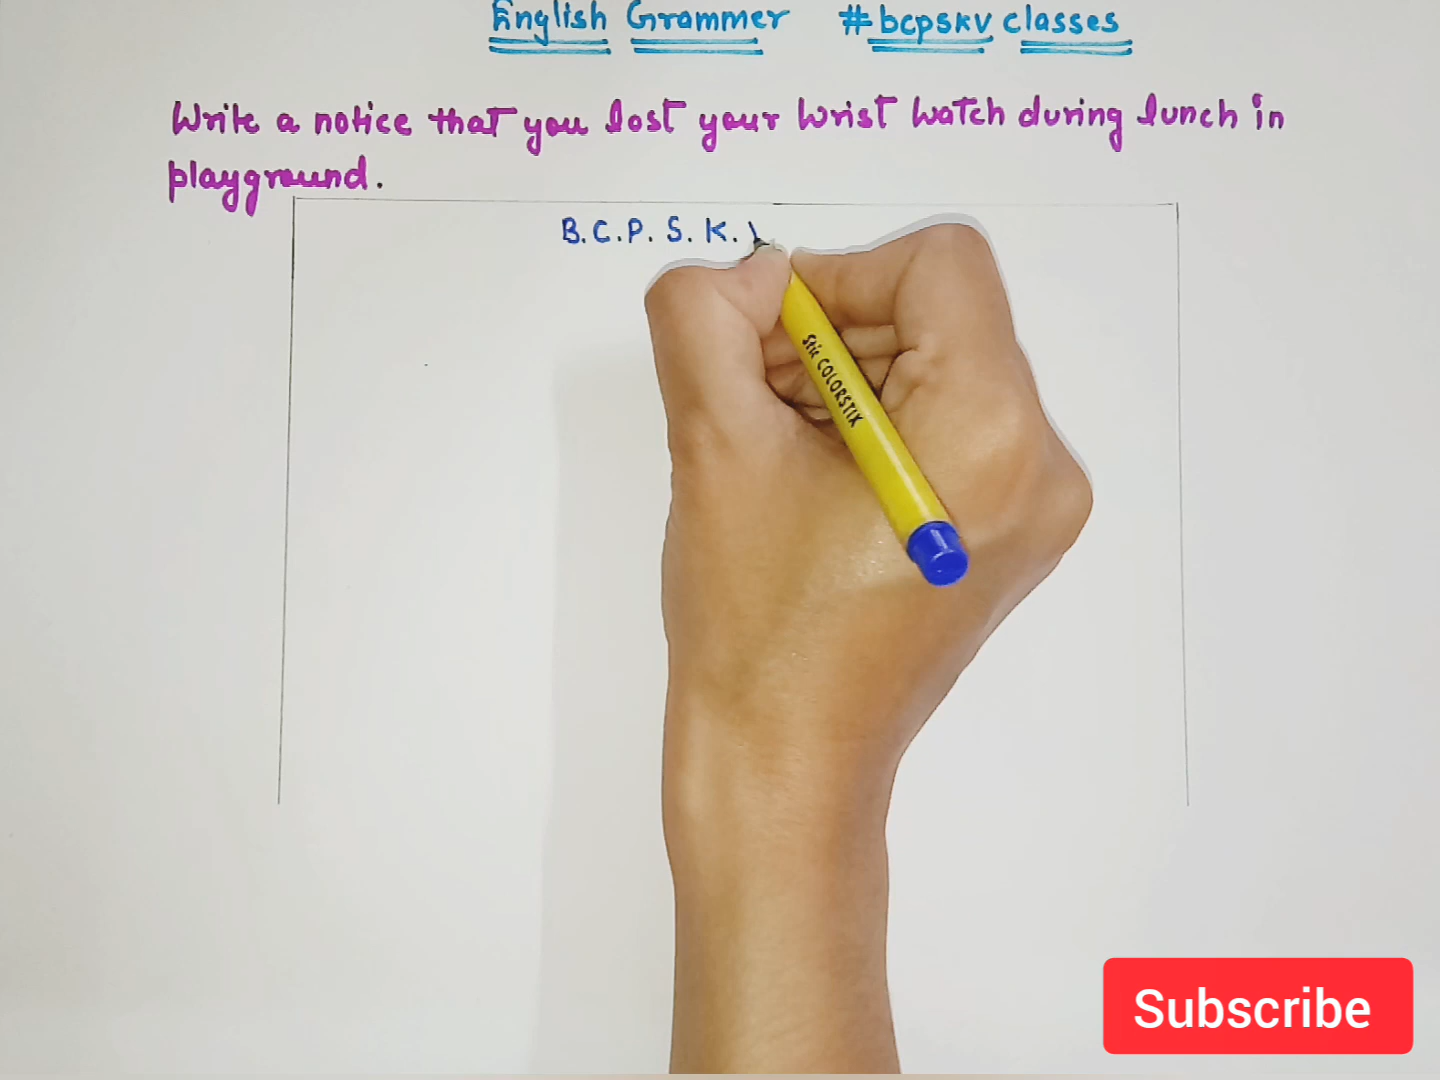 English Grammer #bcpskv classes
Write a notice that you lost your wrist watch during lunch in
playground.
B.C.P. S. K.
Stic COLORSTIX
Subscribe